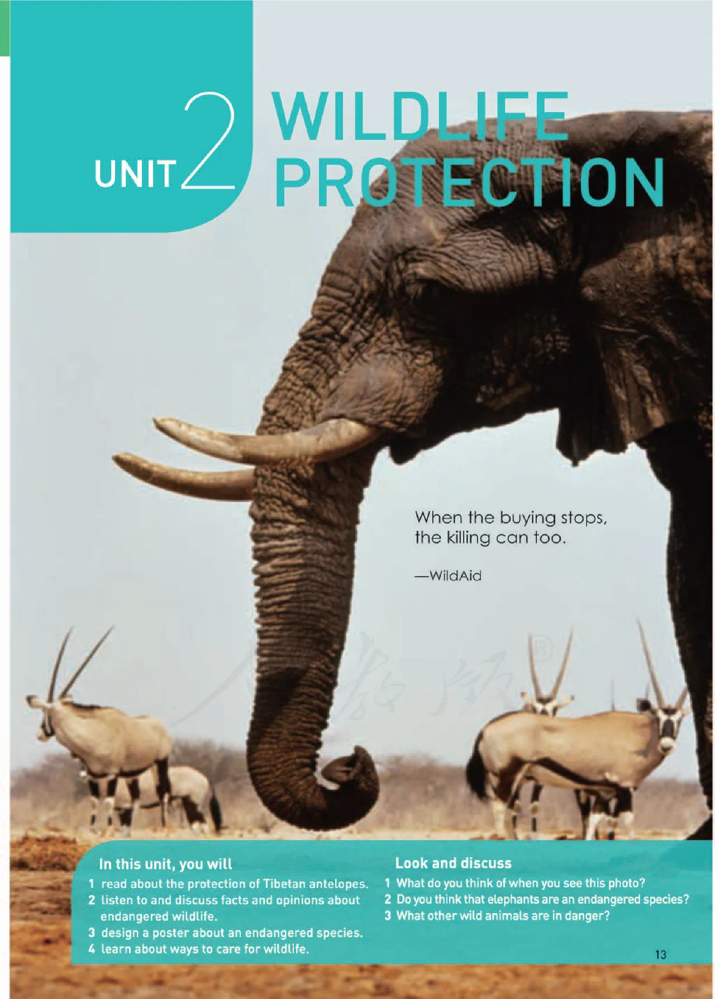 UNIT 2
WILDLIFE
PROTECTION
When the buying stops,
the killing can too.
—WildAid
人教版®
In this unit, you will
1 read about the protection of Tibetan antelopes.
2 listen to and discuss facts and opinions about
endangered wildlife.
3 design a poster about an endangered species.
4 learn about ways to care for wildlife.
Look and discuss
1 What do you think of when you see this photo?
2 Do you think that elephants are an endangered species?
3 What other wild animals are in danger?
13